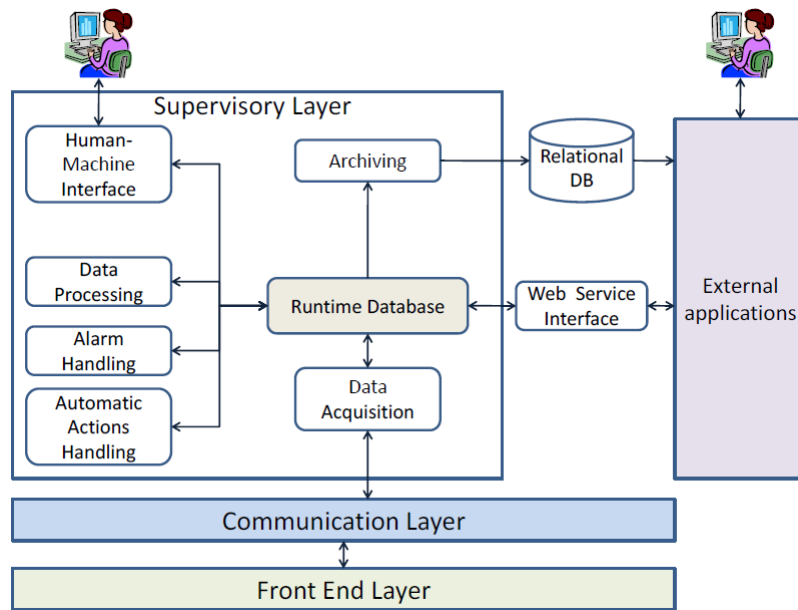 Supervisory Layer
Human-
Machine
Interface
Archiving
Relational
DB
Data
Processing
Runtime Database
Web Service
Interface
External
applications
Alarm
Handling
Data
Acquisition
Automatic
Actions
Handling
Communication Layer
Front End Layer